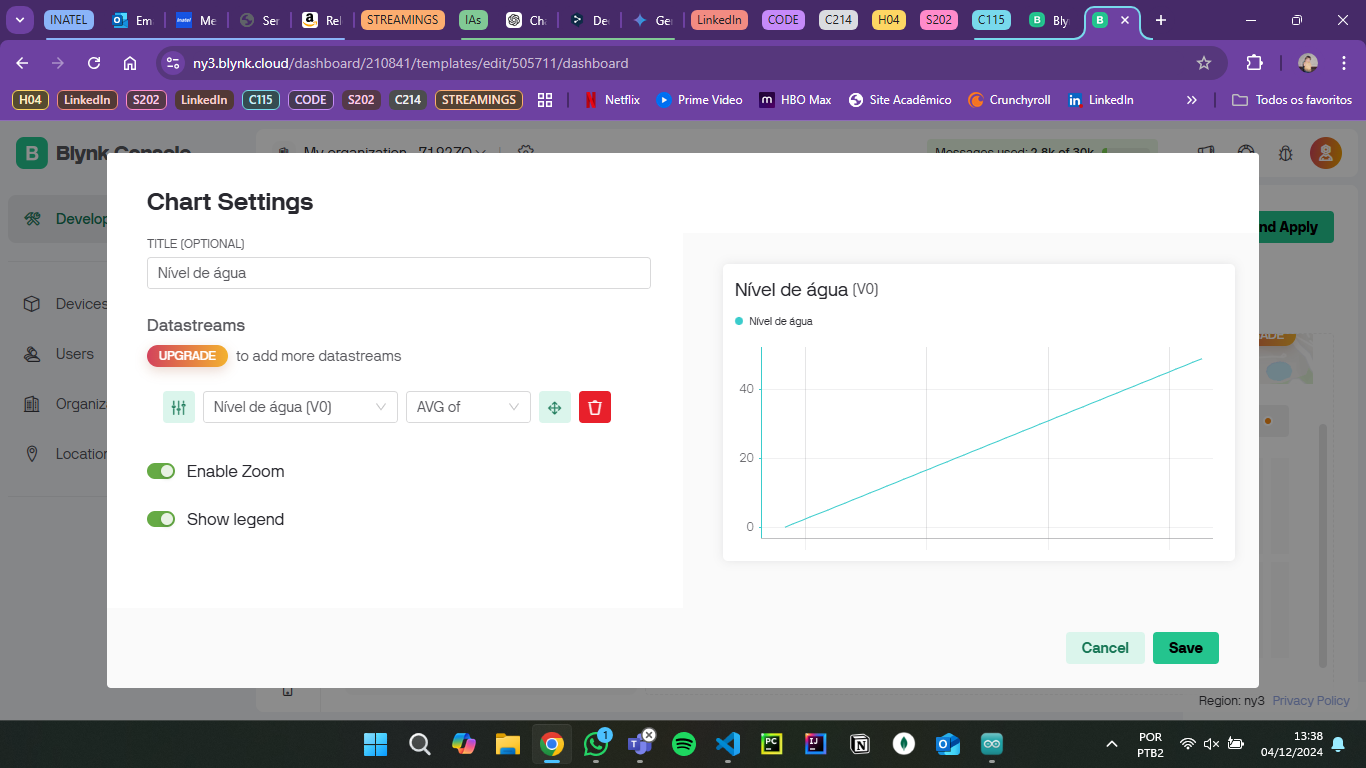 INATEL
Em
Me
Ser
Rel
STREAMINGS
IAs
Cha
De
Ge
LinkedIn
CODE
C214
H04
S202
C115
Bly
ny3.blynk.cloud/dashboard/210841/templates/edit/505711/dashboard
H04
LinkedIn
S202
LinkedIn
C115
CODE
S202
C214
STREAMINGS
Netflix
Prime Video
HBO Max
Site Acadêmico
Crunchyroll
LinkedIn
Todos os favoritos
B
Blynk Console
My organization - 7192ZO
Messages used: 2.8k of 30k
Develop
nd Apply
Devices
Users
Organiza
Location
Chart Settings
TITLE (OPTIONAL)
Nível de água
Datastreams
UPGRADE to add more datastreams
Nível de água (V0)
AVG of
Enable Zoom
Show legend
Nível de água (V0)
Nível de água
40
20
0
Cancel
Save
Region: ny3 Privacy Policy
1
POR
PTB2
13:38
04/12/2024